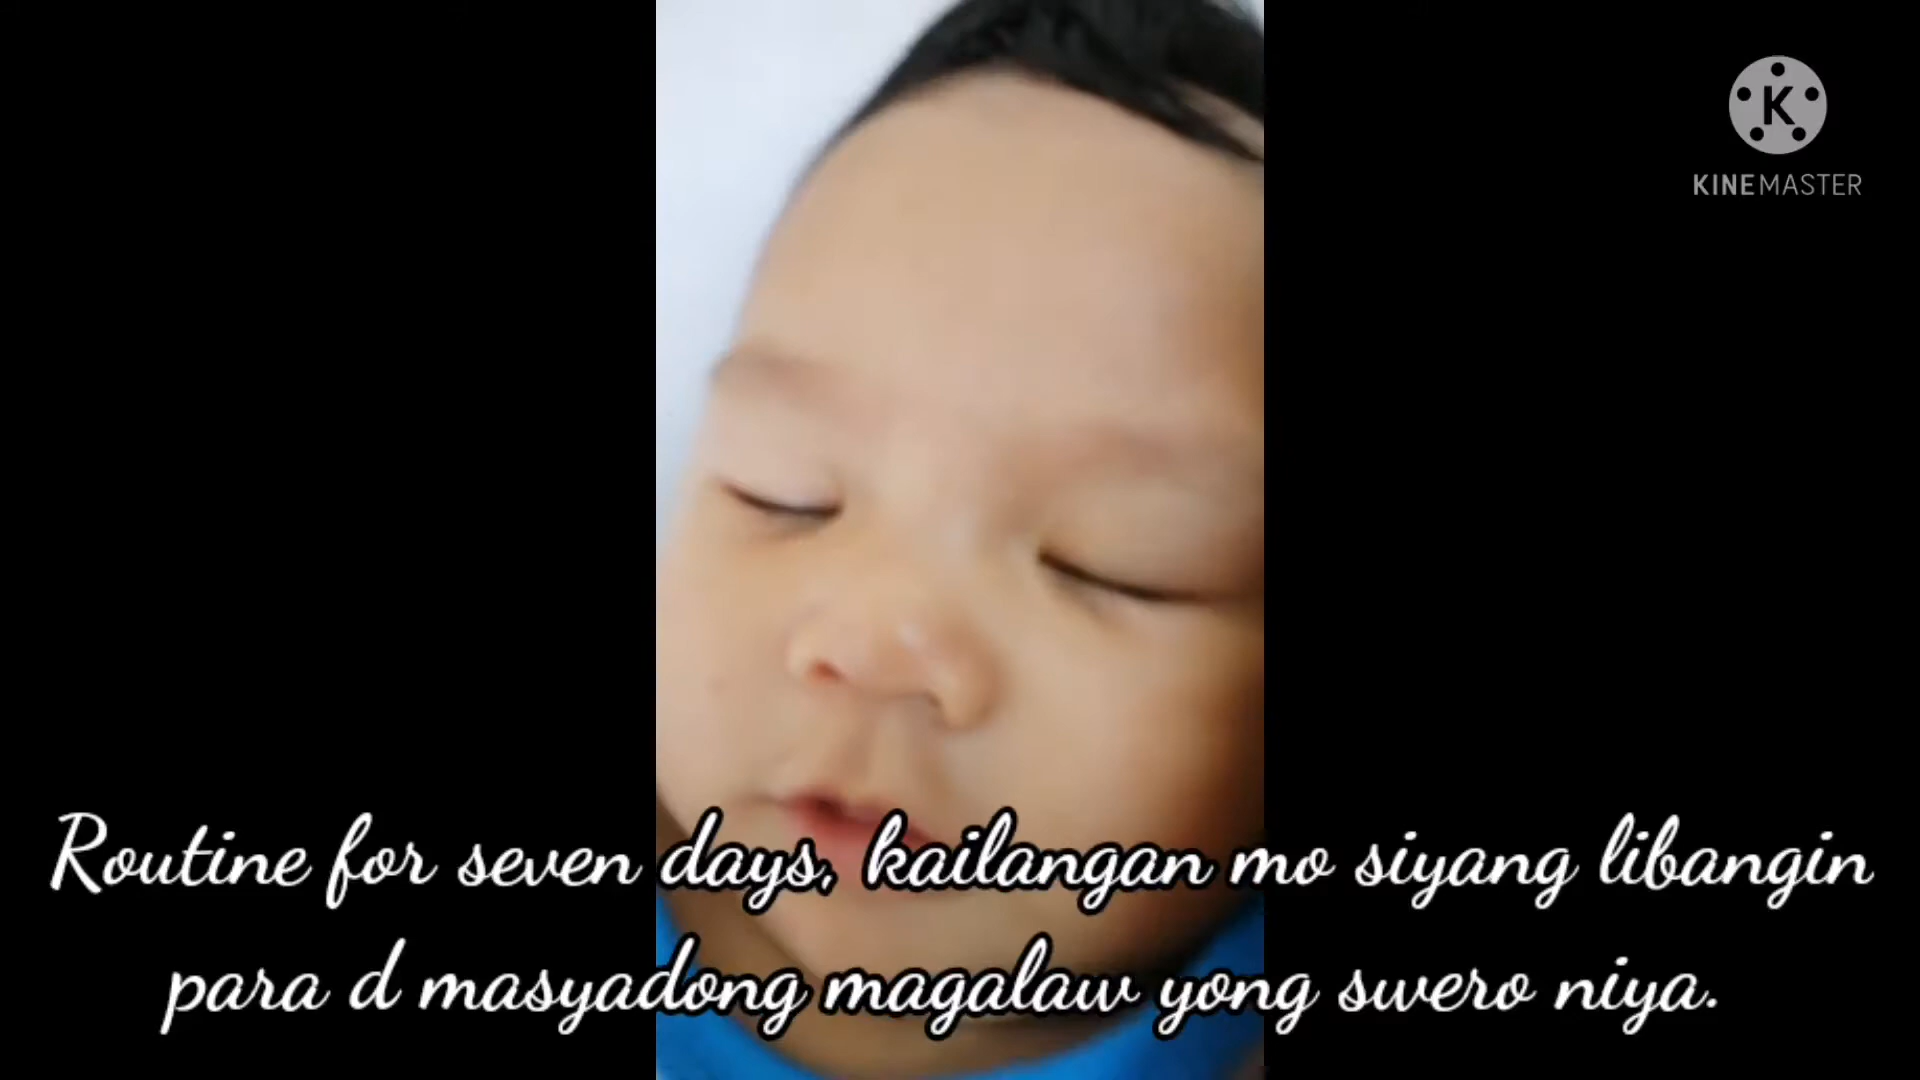 K
KINEMASTER
Routine for seven days, kailangan mo siyang libangin
para d masyadong magalaw yong swero niya.